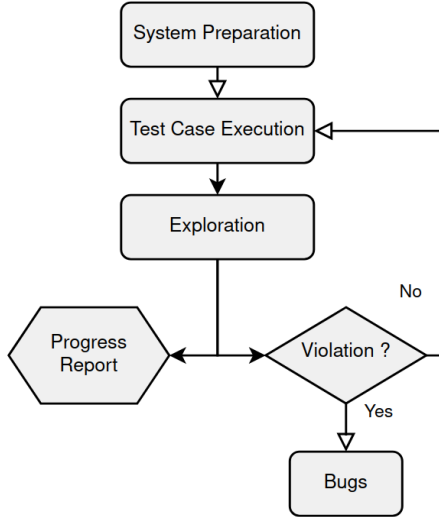 System Preparation
Test Case Execution
Exploration
No
Progress
Report
Violation ?
Yes
Bugs